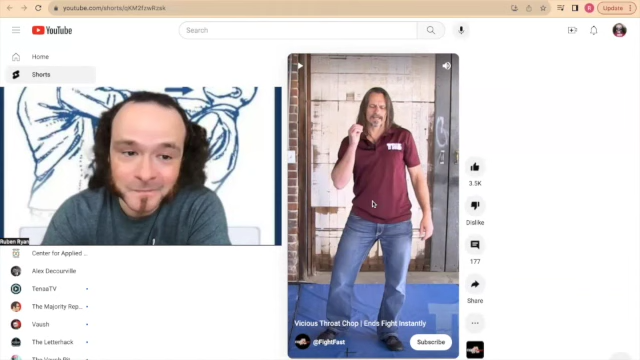 youtube.com/shorts/qKM2fzwRzsk
Update
YouTube
Search
Home
Shorts
Ruben Ryan
Center for Applied ...
Alex Decourville
TenaaTV
The Majority Rep...
Vaush
The Letterhack
3.5K
Dislike
177
Share
Vicious Throat Chop | Ends Fight Instantly
@FightFast
Subscribe